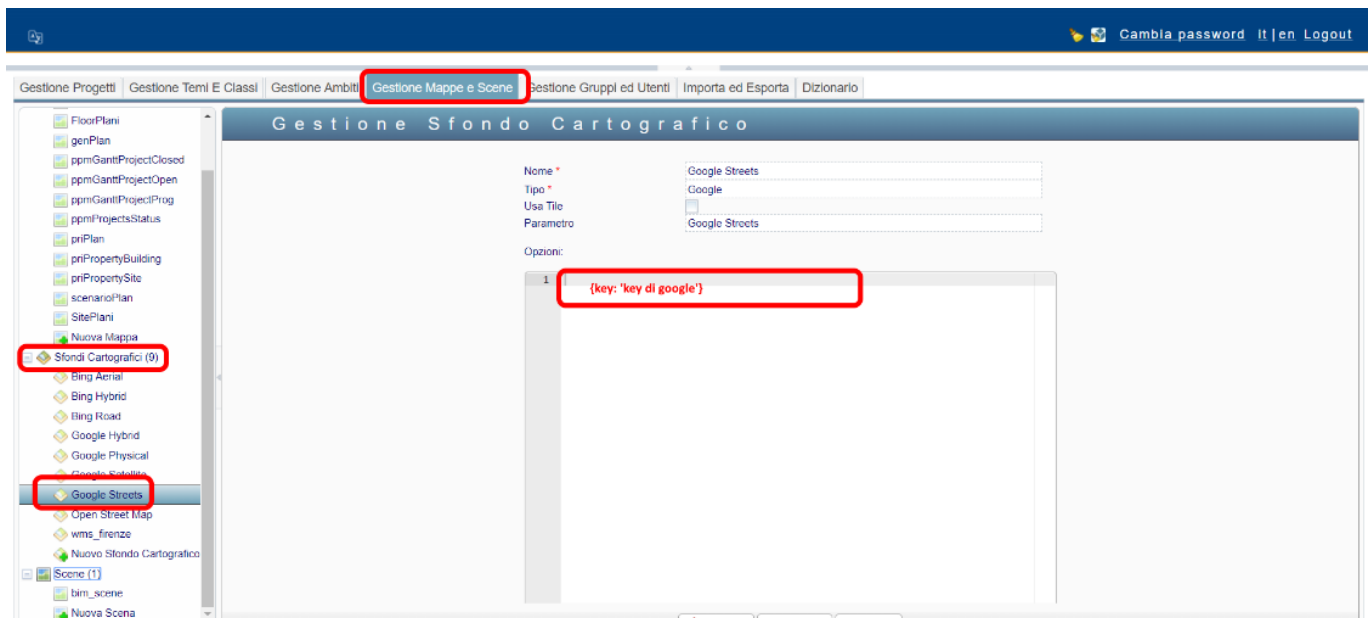 Cambia password It|en Logout
Gestione Progetti Gestione Temi E Classi Gestione Ambiti Gestione Mappe e Scene Gestione Gruppi ed Utenti Importa ed Esporta Dizionario
Gestione Sfondo Cartografico
FloorPlani
genPlan
ppmGanttProjectClosed
ppmGanttProjectOpen
ppmGanttProjectProg
ppmProjectsStatus
priPlan
priPropertyBuilding
priPropertySite
scenarioPlan
SitePlani
Nuova Mappa
Sfondi Cartografici (9)
Bing Aerial
Bing Hybrid
Bing Road
Google Hybrid
Google Physical
Google Satellite
Google Streets
Open Street Map
wms_firenze
Nuovo Sfondo Cartografico
Scene (1)
bim_scene
Nuova Scena
Nome * Google Streets
Tipo * Google
Usa Tile
Parametro Google Streets
Opzioni:
1
{key: 'key di google'}